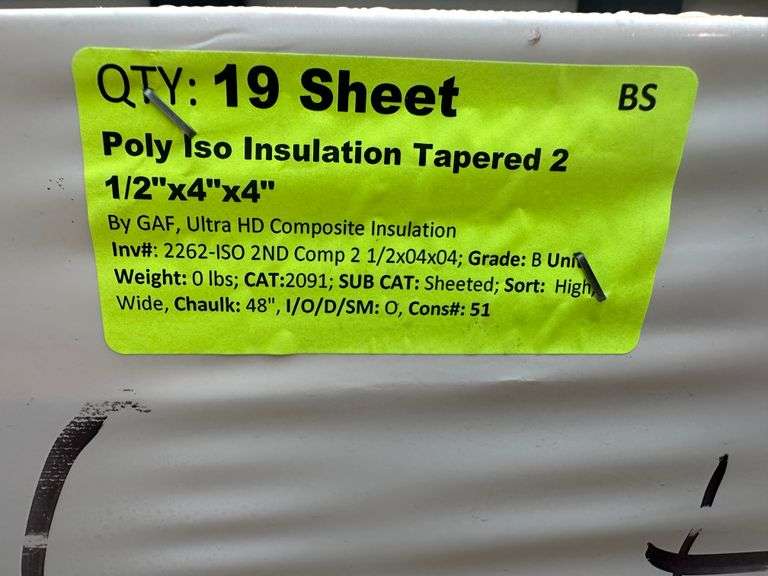 QTY: 19 Sheet BS
Poly Iso Insulation Tapered 2
1/2"x4"x4"
By GAF, Ultra HD Composite Insulation
Inv#: 2262-ISO 2ND Comp 2 1/2x04x04; Grade: B
Weight: 0 lbs; CAT:2091; SUB CAT: Sheeted; Sort: High,
Wide, Chaulk: 48", I/O/D/SM: O, Cons#: 51